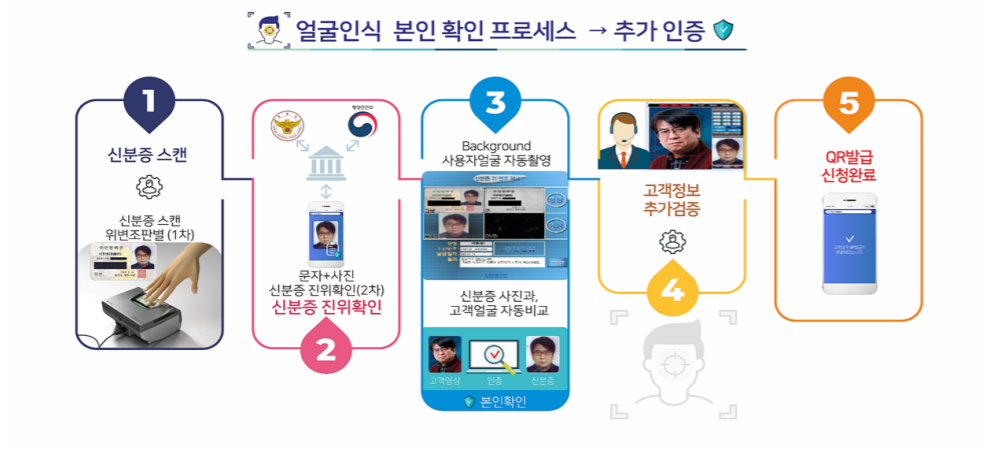 얼굴인식 본인 확인 프로세스 → 추가 인증
1
신분증 스캔
신분증 스캔
위변조판별 (1차)
행정안전부
문자+사진
신분증 진위확인(2차)
신분증 진위확인
2
3
Background
사용자얼굴 자동촬영
신분증 사진과,
고객얼굴 자동비교
고객영상
인증
신분증
본인확인
고객정보
추가검증
4
5
QR발급
신청완료